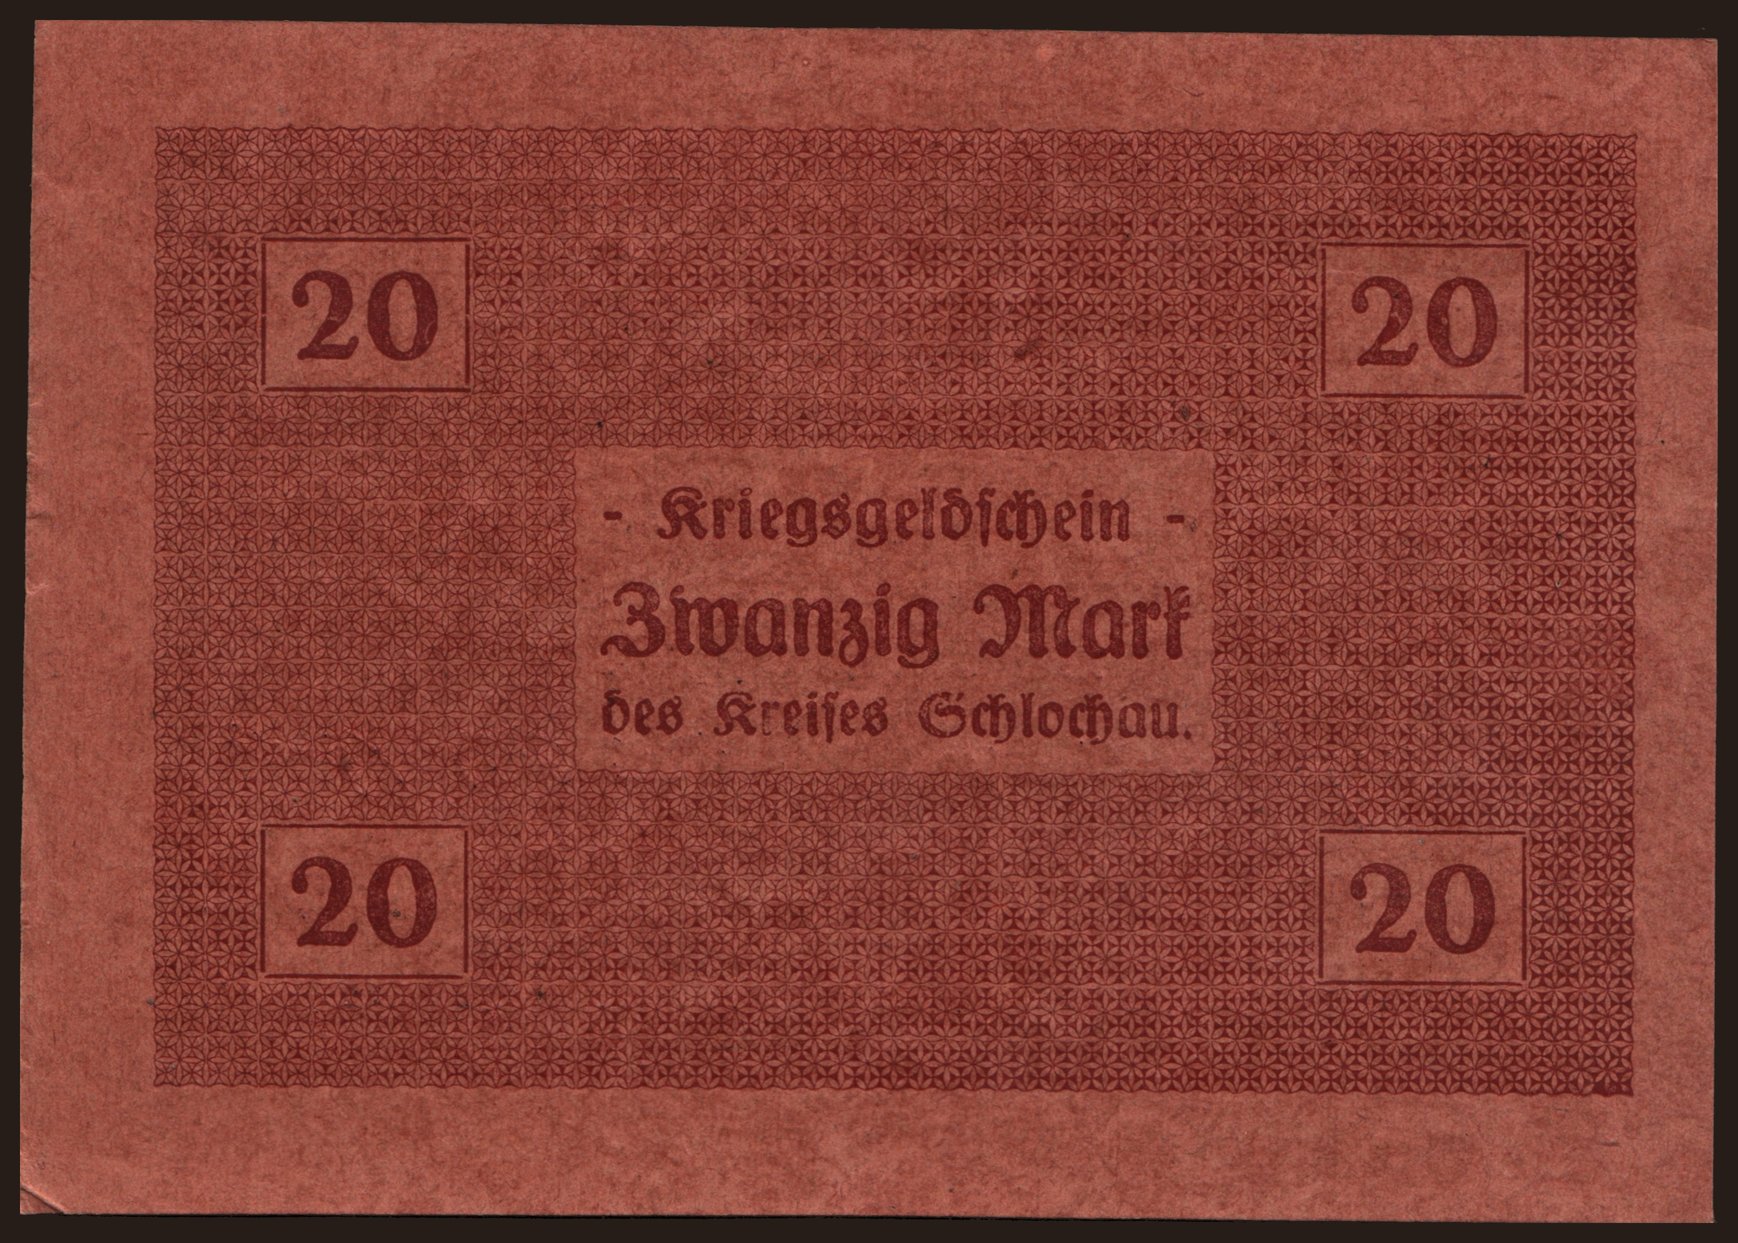 20
20
- Kriegsgeldschein -
Zwanzig Mark
des Kreises Schlochau.
20
20